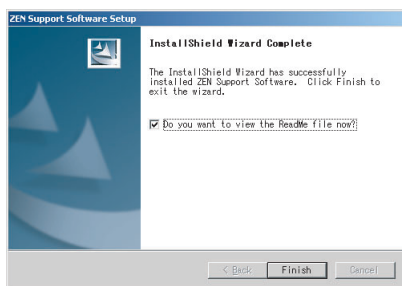 ZEN Support Software Setup
InstallShield Wizard Complete
The InstallShield Wizard has successfully
installed ZEN Support Software. Click Finish to
exit the wizard.
Do you want to view the ReadMe file now?
< Back
Finish
Cancel